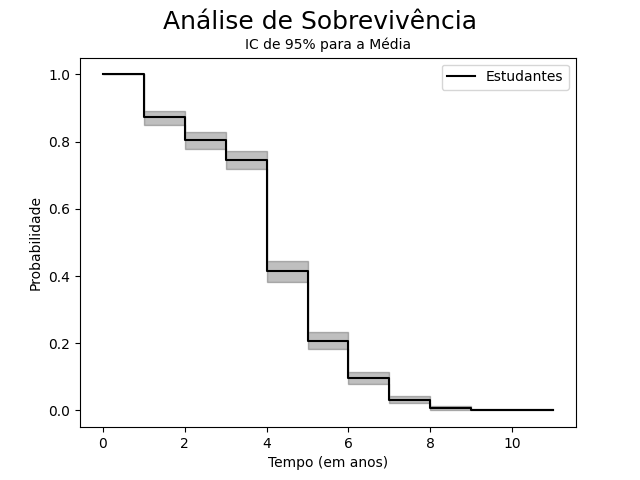 Análise de Sobrevivência
IC de 95% para a Média
Estudantes
Probabilidade
1.0
0.8
0.6
0.4
0.2
0.0
0 2 4 6 8 10
Tempo (em anos)